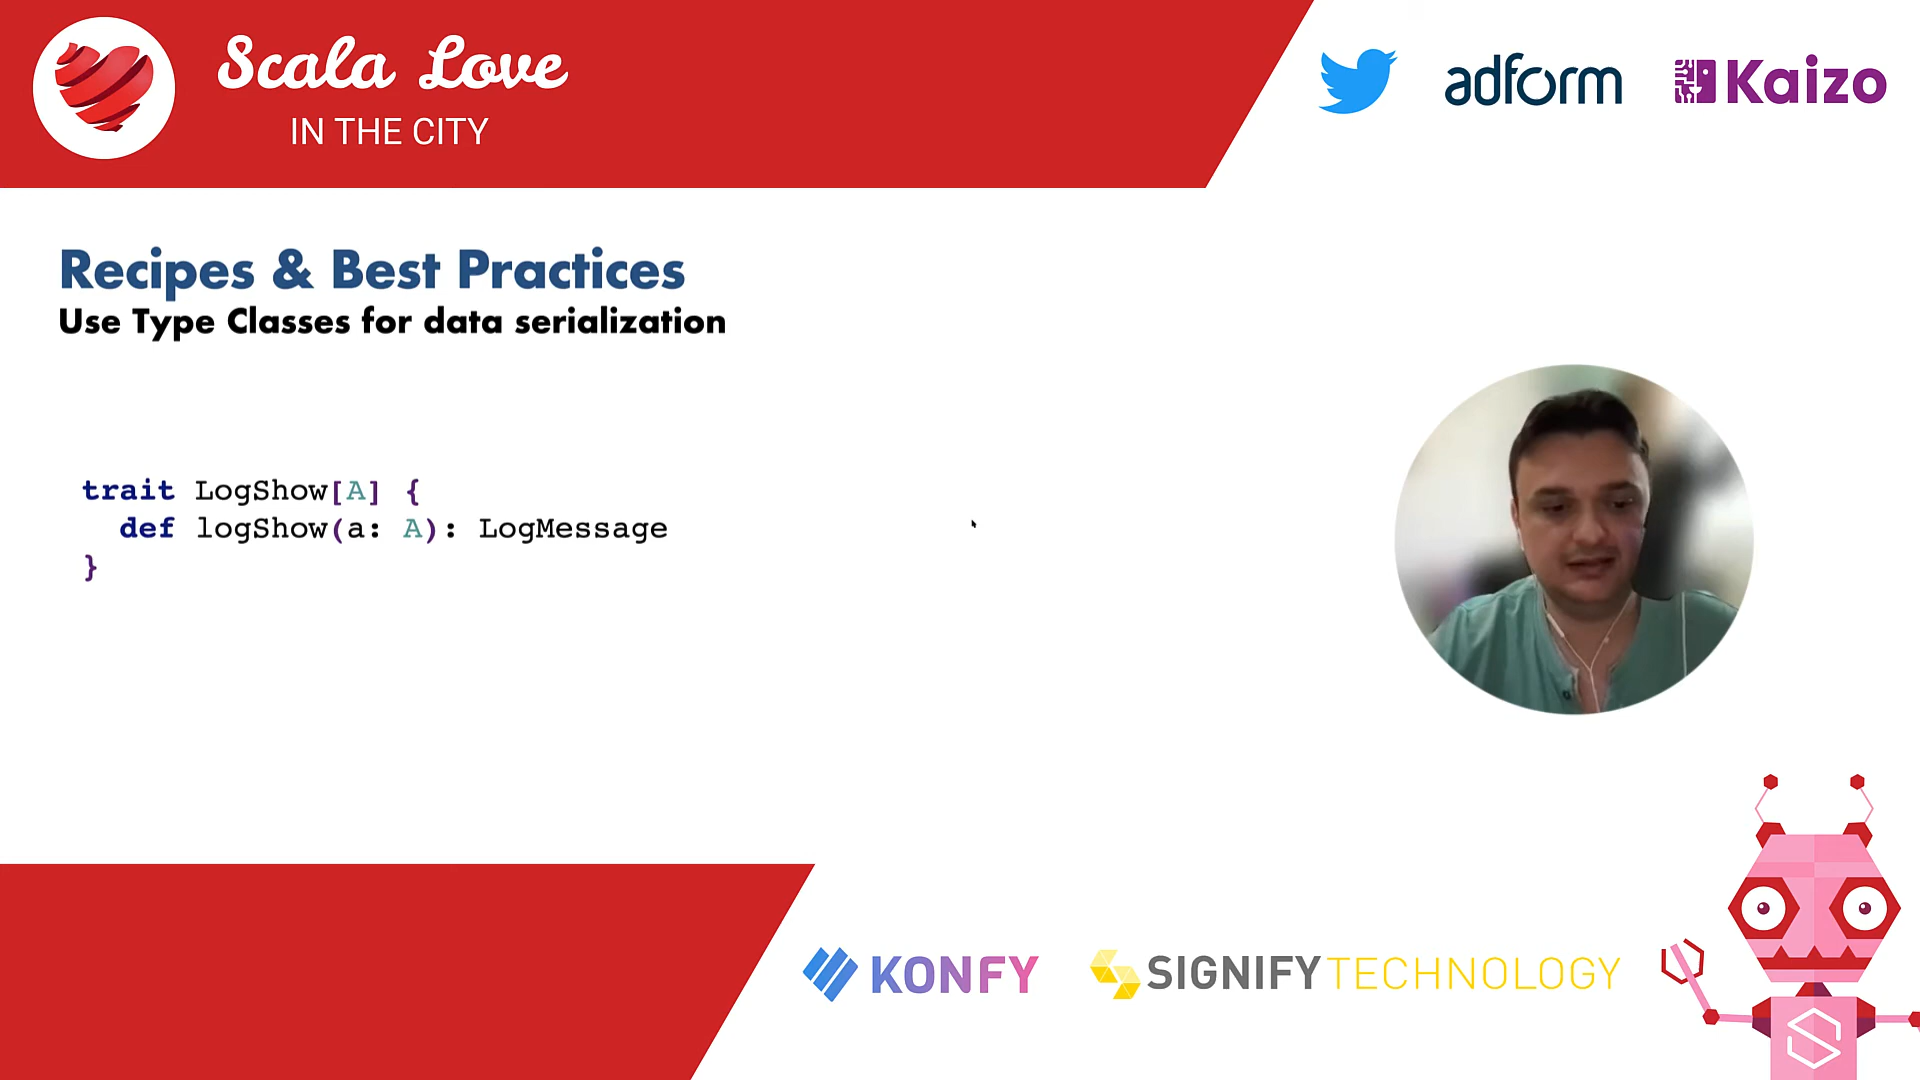 Scala Love
IN THE CITY
adform
Kaizo
Recipes & Best Practices
Use Type Classes for data serialization
trait LogShow[A] {
  def logShow(a: A): LogMessage
}
KONFY
SIGNIFY TECHNOLOGY